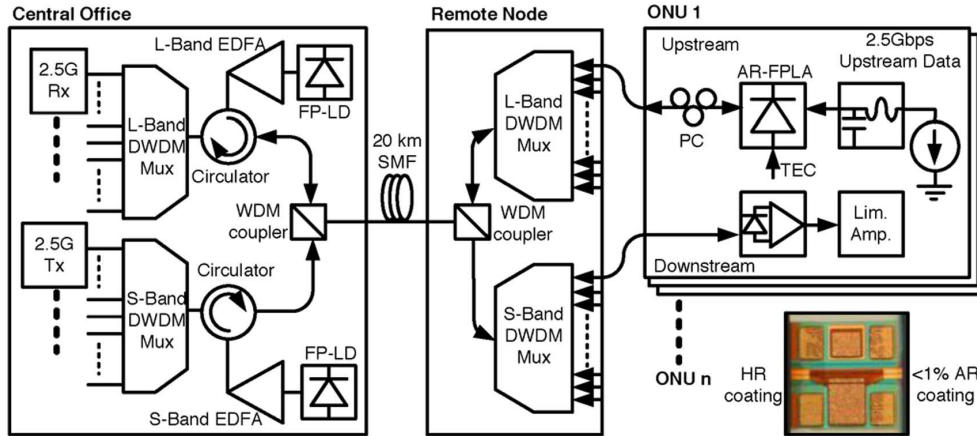 Central Office
L-Band EDFA
2.5G
Rx
FP-LD
L-Band
DWDM
Mux
Circulator
WDM
coupler
2.5G
Tx
Circulator
S-Band
DWDM
Mux
FP-LD
S-Band EDFA
20 km
SMF
Remote Node
L-Band
DWDM
Mux
WDM
coupler
S-Band
DWDM
Mux
ONU 1
Upstream
2.5Gbps
Upstream Data
AR-FPLA
PC
TEC
Lim.
Amp.
Downstream
ONU n
HR
coating
<1% AR
coating